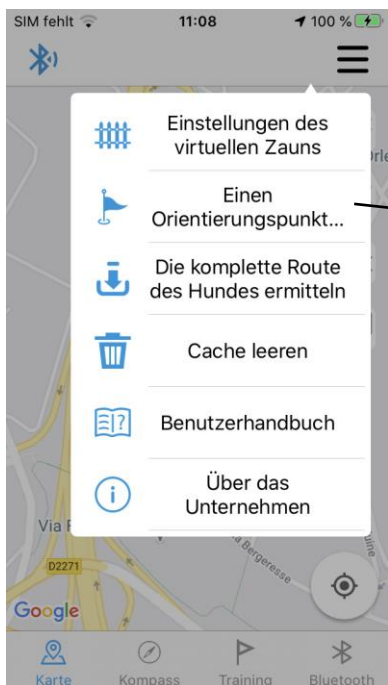 SIM fehlt 11:08 100 %
Einstellungen des
virtuellen Zauns
Einen
Orientierungspunkt...
Die komplette Route
des Hundes ermitteln
Cache leeren
Benutzerhandbuch
Über das
Unternehmen
Via
D2271
Via Bergeresse
Google
Karte Kompass Training Bluetooth